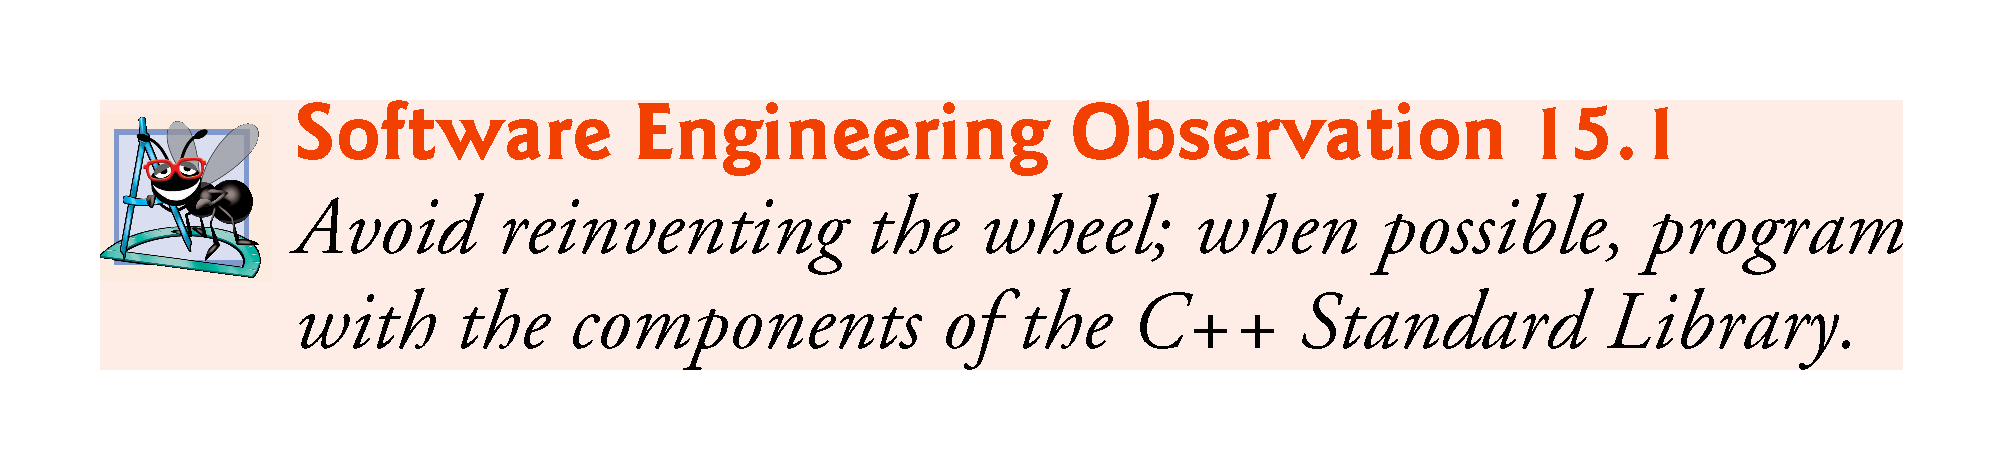 Software Engineering Observation 15.1
Avoid reinventing the wheel; when possible, program
with the components of the C++ Standard Library.